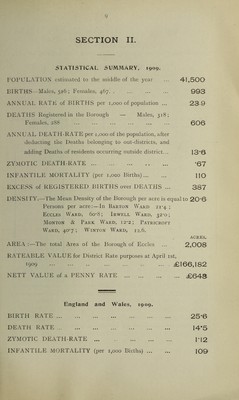 9
SECTION II.
STATISTICAL SUMMARY, 1909.
POPULATION estimated to the middle of the year ... 41,500
BIRTHS—Males, 526; Females, 467. ... 993
ANNUAL RATE of BIRTHS per 1,000 of population ... 23.9
DEATHS Registered in the Borough — Males, 318;
Females, 288 ... 606
ANNUAL DEATH-RATE per 1,000 of the population, after
deducting the Deaths belonging to out-districts, and
adding Deaths of residents occurring outside district... 13·6
ZYMOTIC DEATH-RATE ... ·67
INFANTILE MORTALITY (per 1,000 Births)... 110
EXCESS of REGISTERED BIRTHS over DEATHS ... 387
DENSITY.—The Mean Density of the Borough per acre is equal to 20·6
Persons per acre:—In Barton Ward 11'4;
Eccles Ward, 60'8; Irwell Ward, 32'0;
Monton & Park Ward, 12'2; Patricroft
Ward, 40'7; Winton Ward, 12.6.
ACRES.
AREA:—The total Area of the Borough of Eccles ... 2,008
RATEABLE VALUE for District Rate purposes at April 1st,
1909 ... £166,182
NETT VALUE of a PENNY RATE ... £648
England and Wales, 1909.
BIRTH RATE ... 25·6
DEATH RATE ... 14·5
ZYMOTIC DEATH-RATE ... 1·12
INFANTILE MORTALITY (per 1,000 Births) ... 109